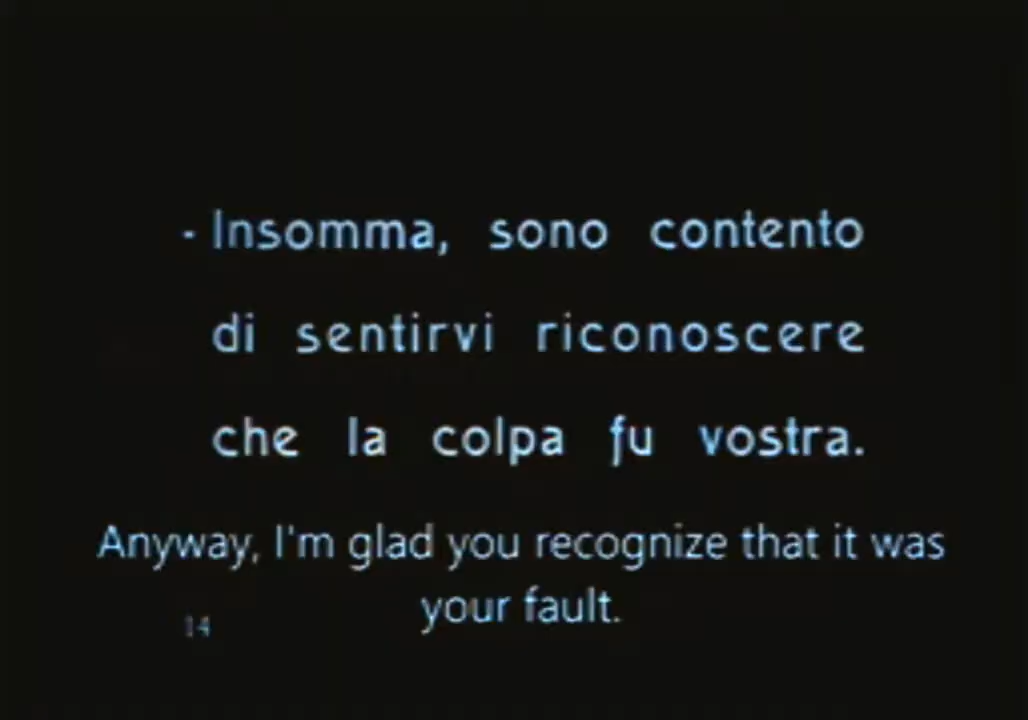 - Insomma, sono contento
di sentirvi riconoscere
che la colpa fu vostra.
Anyway, I'm glad you recognize that it was
your fault.
14